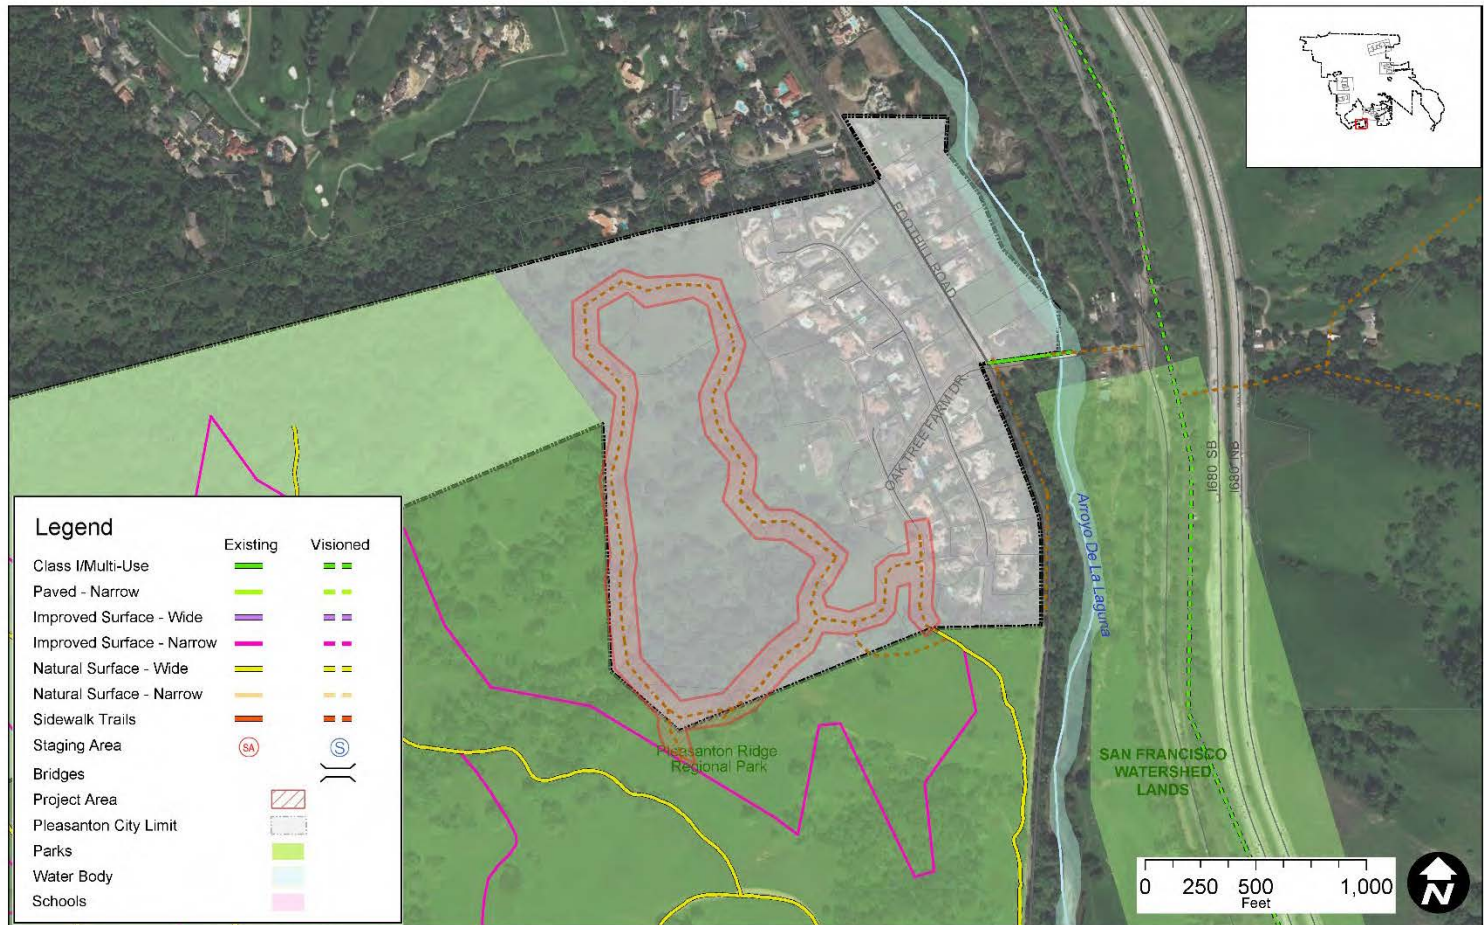 FOOTHILL ROAD
OAK TREE FARM DR
I680 SB
I680 NB
Arroyo De La Laguna
Pleasanton Ridge
Regional Park
SAN FRANCISCO
WATERSHED
LANDS
Legend
Existing Visioned
Class I/Multi-Use
Paved - Narrow
Improved Surface - Wide
Improved Surface - Narrow
Natural Surface - Wide
Natural Surface - Narrow
Sidewalk Trails
Staging Area SA S
Bridges
Project Area
Pleasanton City Limit
Parks
Water Body
Schools
0 250 500 1,000
Feet
N